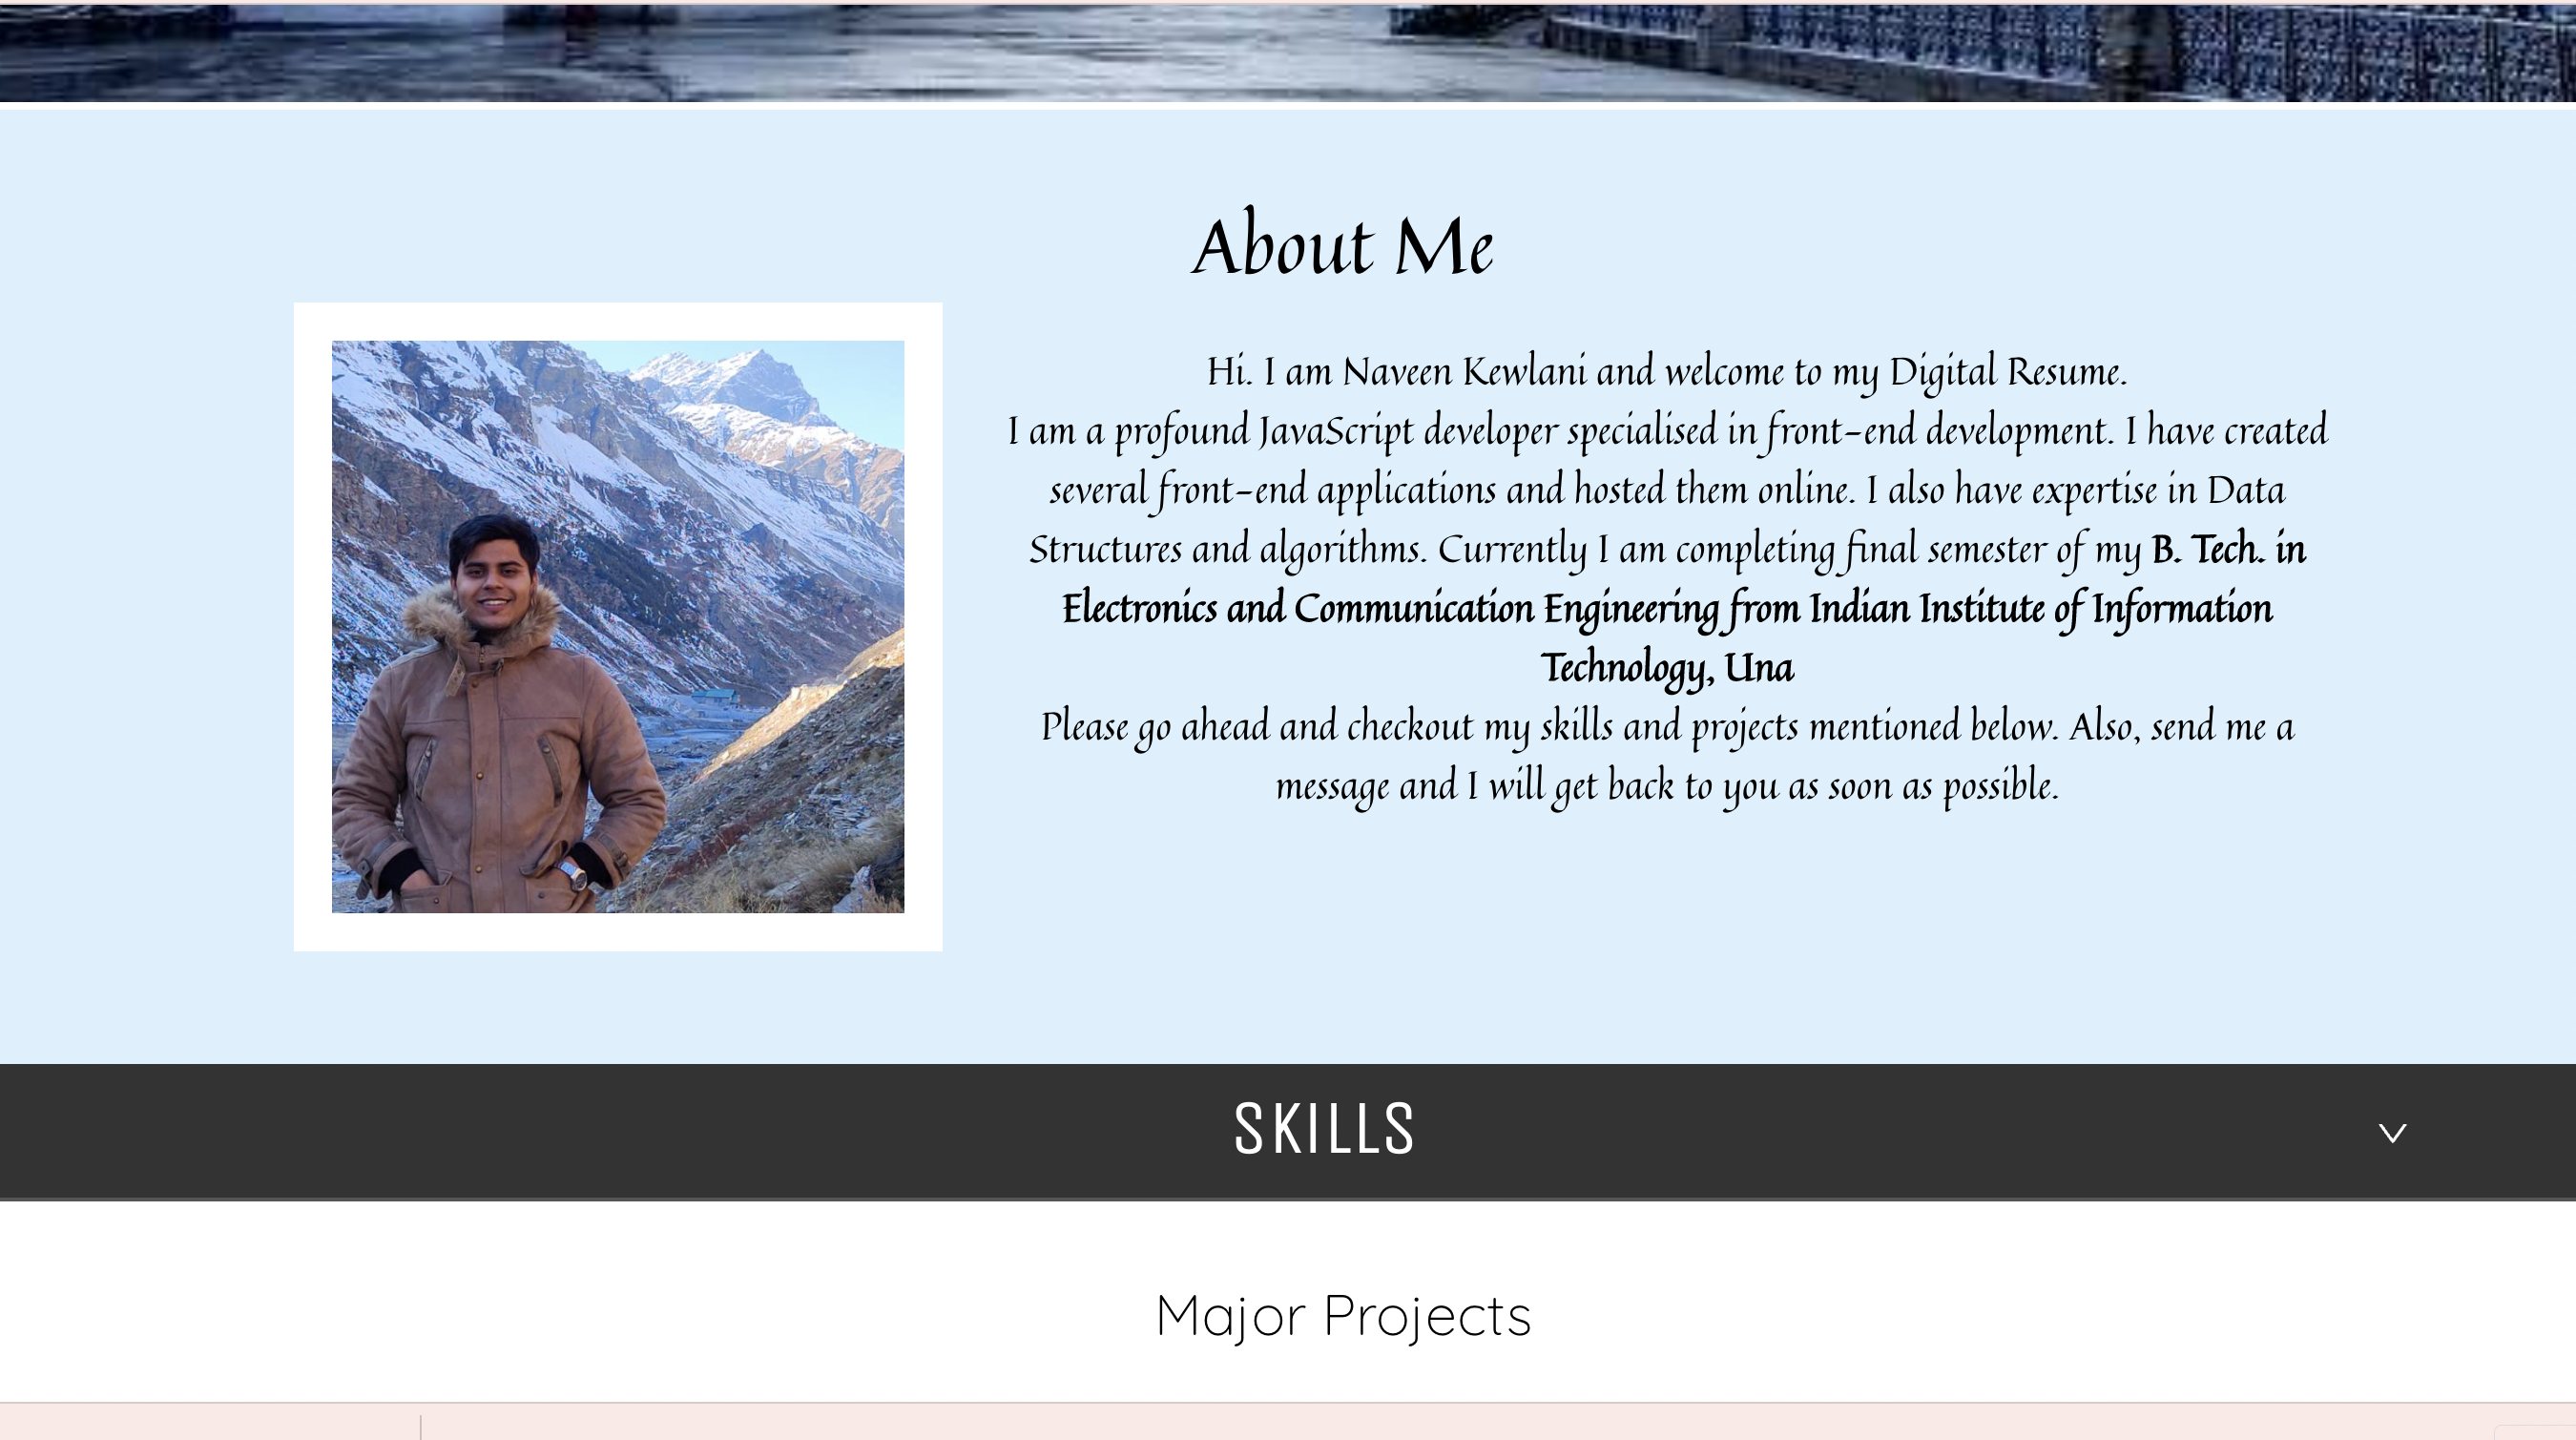 About Me
Hi. I am Naveen Kewlani and welcome to my Digital Resume.
I am a profound JavaScript developer specialised in front-end development. I have created
several front-end applications and hosted them online. I also have expertise in Data
Structures and algorithms. Currently I am completing final semester of my B. Tech. in
Electronics and Communication Engineering from Indian Institute of Information
Technology, Una
Please go ahead and checkout my skills and projects mentioned below. Also, send me a
message and I will get back to you as soon as possible.
SKILLS
Major Projects